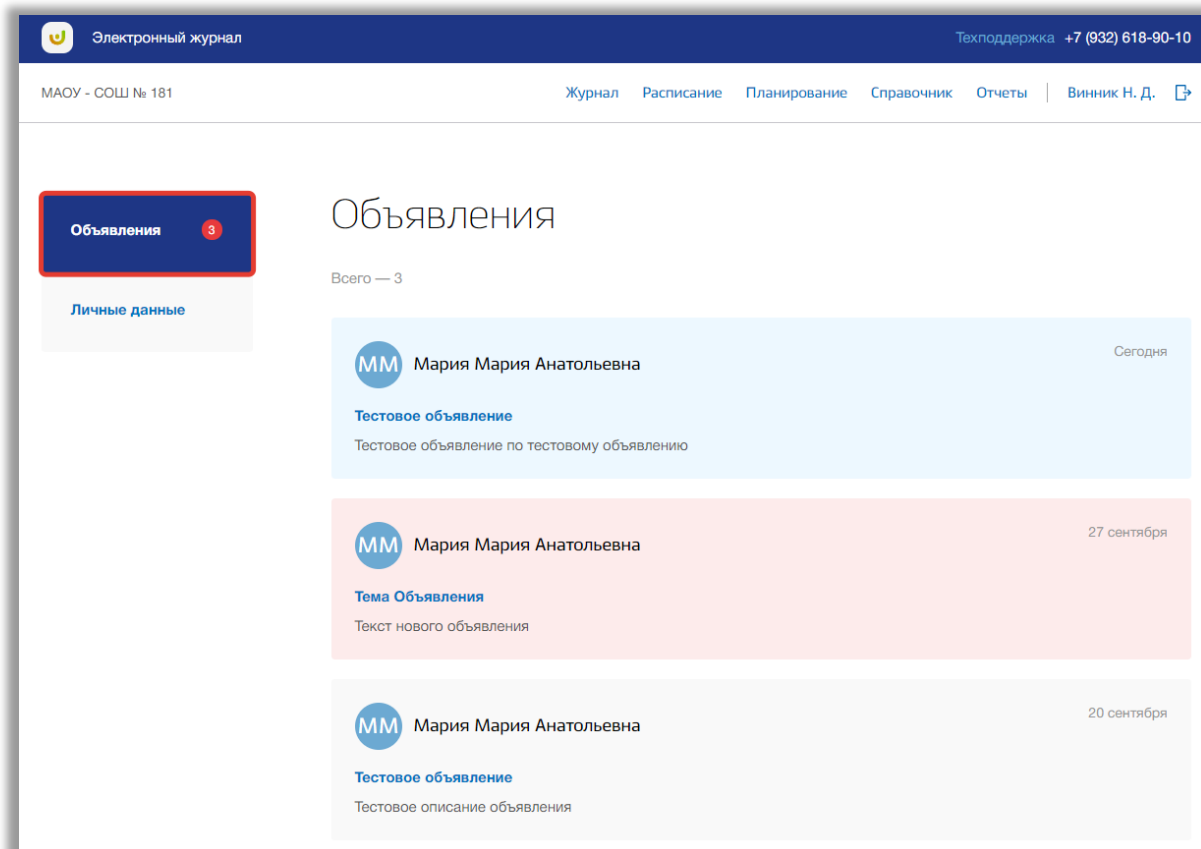 Электронный журнал
Техподдержка +7 (932) 618-90-10
МАОУ - СОШ № 181
Журнал Расписание Планирование Справочник Отчеты Винник Н. Д.
Объявления 3
Личные данные
Объявления
Всего — 3
ММ Мария Мария Анатольевна
Сегодня
Тестовое объявление
Тестовое объявление по тестовому объявлению
ММ Мария Мария Анатольевна
27 сентября
Тема Объявления
Текст нового объявления
ММ Мария Мария Анатольевна
20 сентября
Тестовое объявление
Тестовое описание объявления